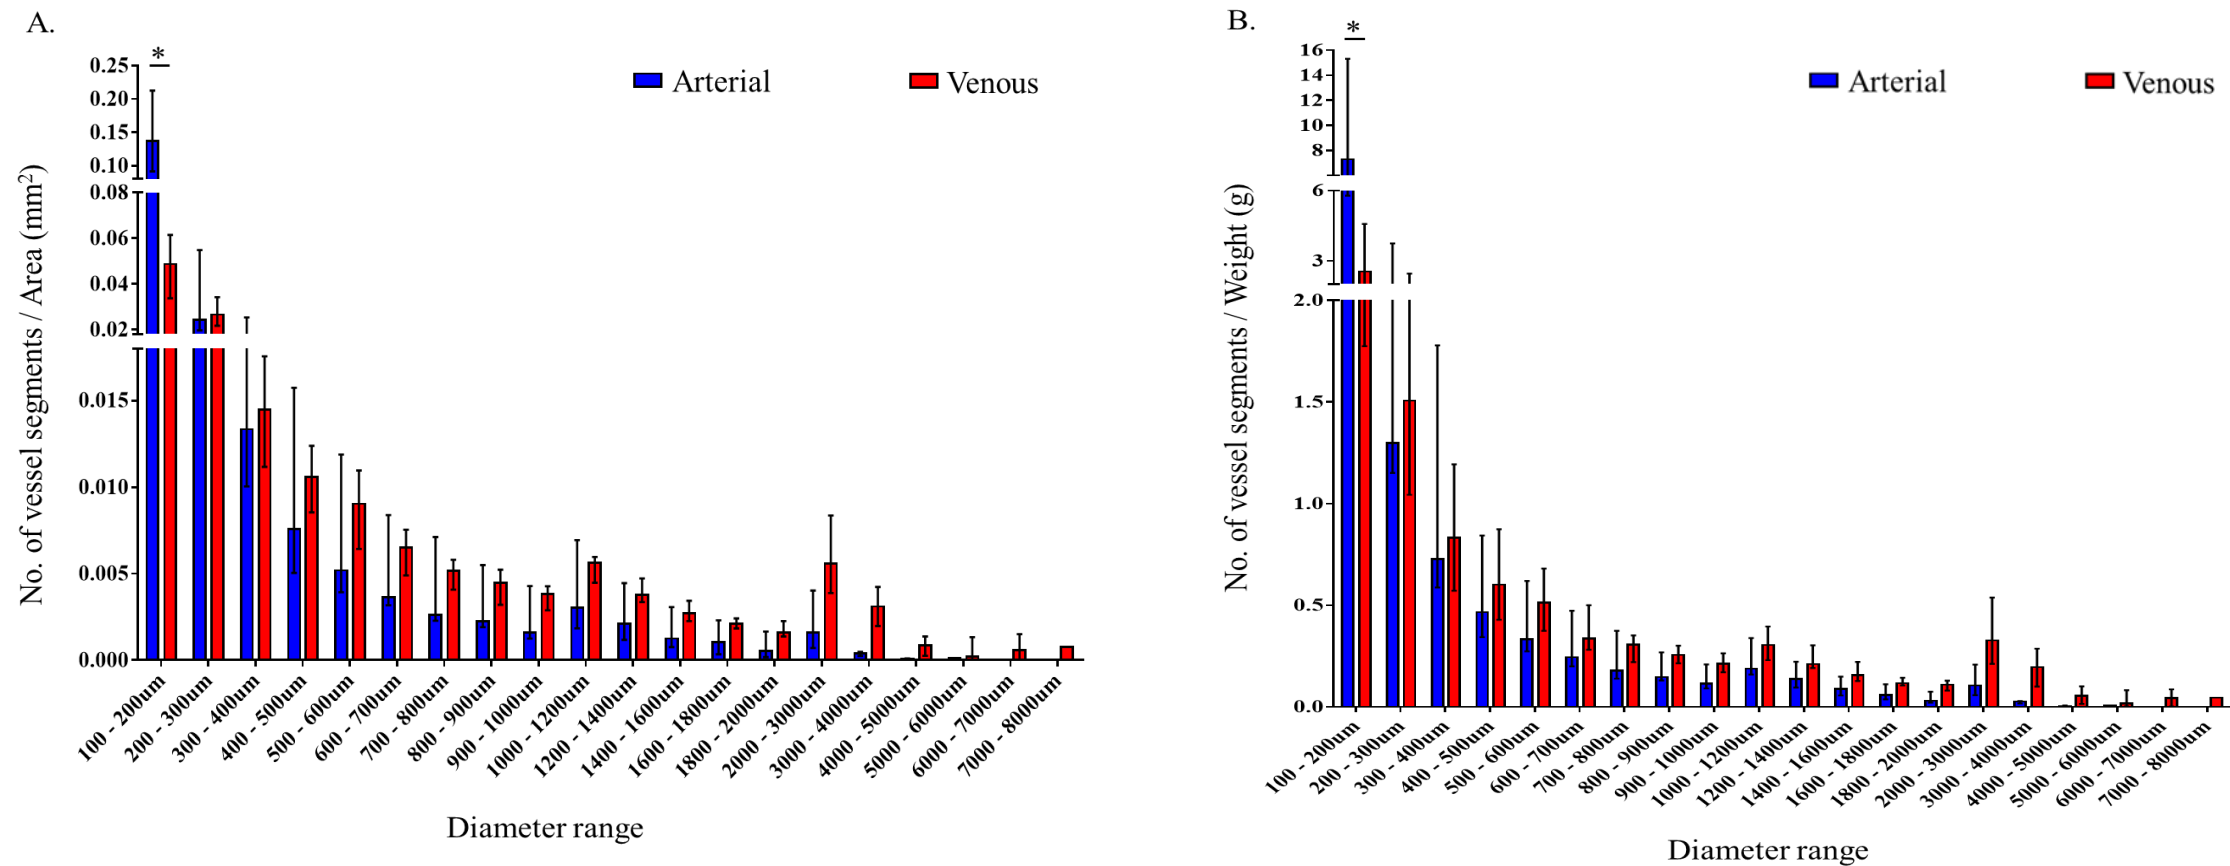 A.
*
Arterial
Venous
0.25
0.20
0.15
0.10
0.08
0.06
0.04
0.02
0.015
0.010
0.005
0.000
No. of vessel segments / Area (mm²)
100 - 200um
200 - 300um
300 - 400um
400 - 500um
500 - 600um
600 - 700um
700 - 800um
800 - 900um
900 - 1000um
1000 - 1200um
1200 - 1400um
1400 - 1600um
1600 - 1800um
1800 - 2000um
2000 - 3000um
3000 - 4000um
4000 - 5000um
5000 - 6000um
6000 - 7000um
7000 - 8000um
Diameter range
B.
*
Arterial
Venous
16
14
12
10
8
6
3
2.0
1.5
1.0
0.5
0.0
No. of vessel segments / Weight (g)
100 - 200um
200 - 300um
300 - 400um
400 - 500um
500 - 600um
600 - 700um
700 - 800um
800 - 900um
900 - 1000um
1000 - 1200um
1200 - 1400um
1400 - 1600um
1600 - 1800um
1800 - 2000um
2000 - 3000um
3000 - 4000um
4000 - 5000um
5000 - 6000um
6000 - 7000um
7000 - 8000um
Diameter range